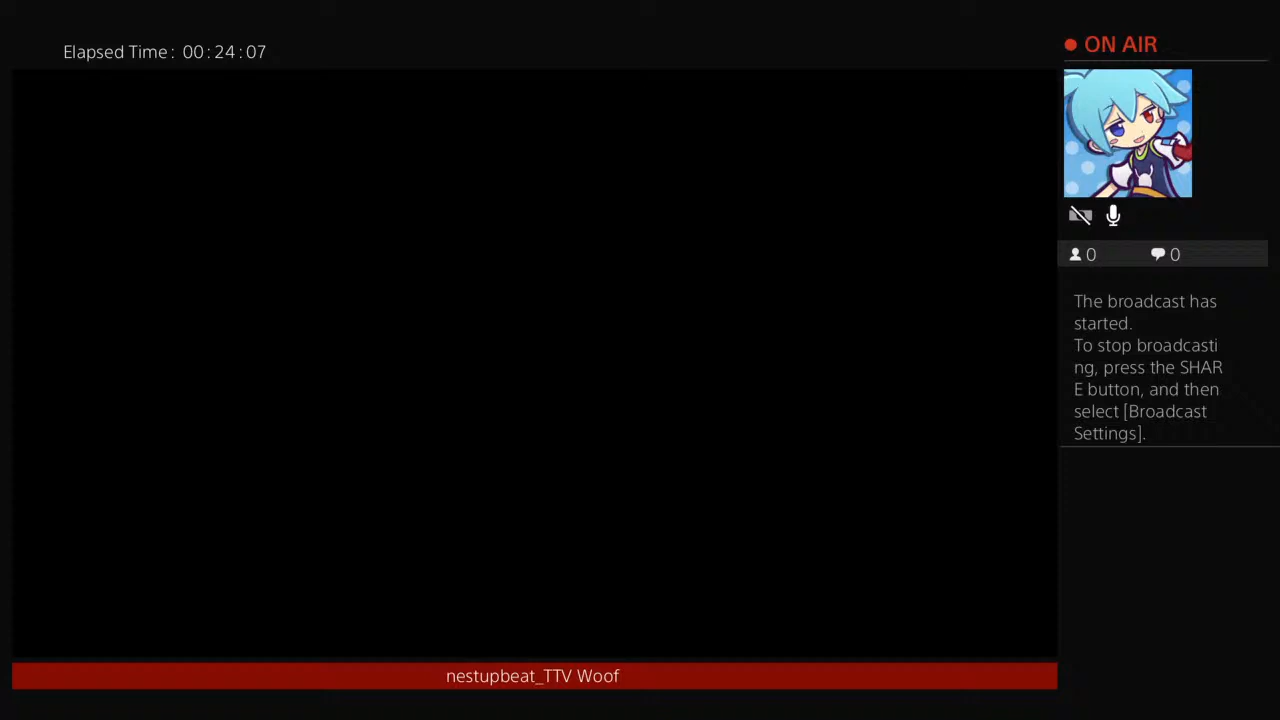 Elapsed Time: 00:24:07
ON AIR
0 0
The broadcast has
started.
To stop broadcasti
ng, press the SHAR
E button, and then
select [Broadcast
Settings].
nestupbeat_TTV Woof